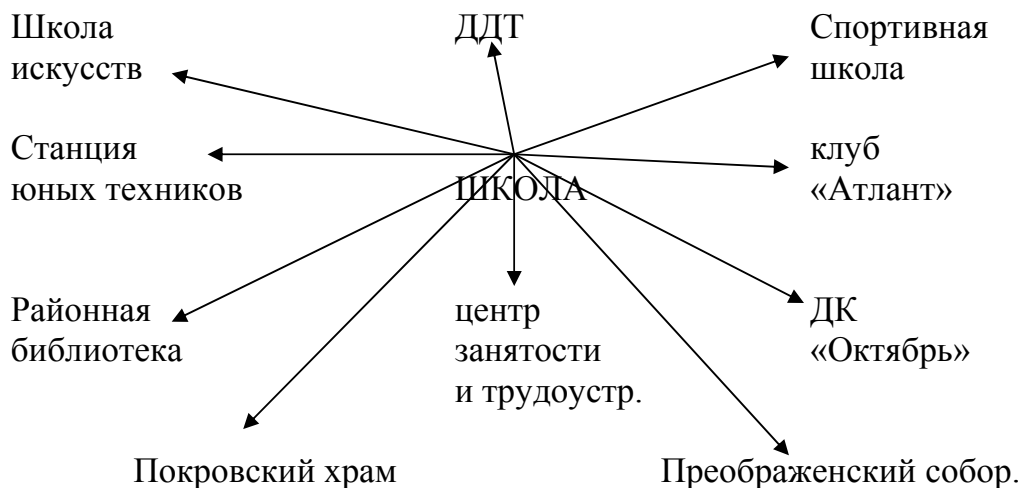 Школа
искусств
ДДТ
Спортивная
школа
Станция
юных техников
ШКОЛА
клуб
«Атлант»
Районная
библиотека
центр
занятости
и трудоустр.
ДК
«Октябрь»
Покровский храм
Преображенский собор.